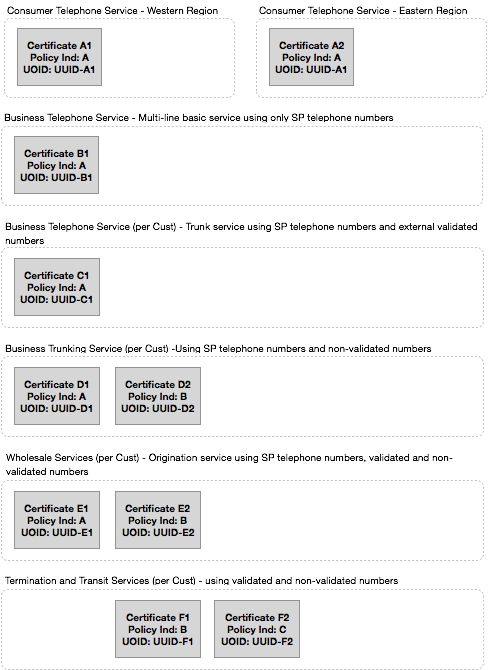 Consumer Telephone Service - Western Region
Consumer Telephone Service - Eastern Region
Certificate A1
Policy Ind: A
UOID: UUID-A1
Certificate A2
Policy Ind: A
UOID: UUID-A1
Business Telephone Service - Multi-line basic service using only SP telephone numbers
Certificate B1
Policy Ind: A
UOID: UUID-B1
Business Telephone Service (per Cust) - Trunk service using SP telephone numbers and external validated
numbers
Certificate C1
Policy Ind: A
UOID: UUID-C1
Business Trunking Service (per Cust) -Using SP telephone numbers and non-validated numbers
Certificate D1
Policy Ind: A
UOID: UUID-D1
Certificate D2
Policy Ind: B
UOID: UUID-D2
Wholesale Services (per Cust) - Origination service using SP telephone numbers, validated and non-
validated numbers
Certificate E1
Policy Ind: A
UOID: UUID-E1
Certificate E2
Policy Ind: B
UOID: UUID-E2
Termination and Transit Services (per Cust) - using validated and non-validated numbers
Certificate F1
Policy Ind: B
UOID: UUID-F1
Certificate F2
Policy Ind: C
UOID: UUID-F2